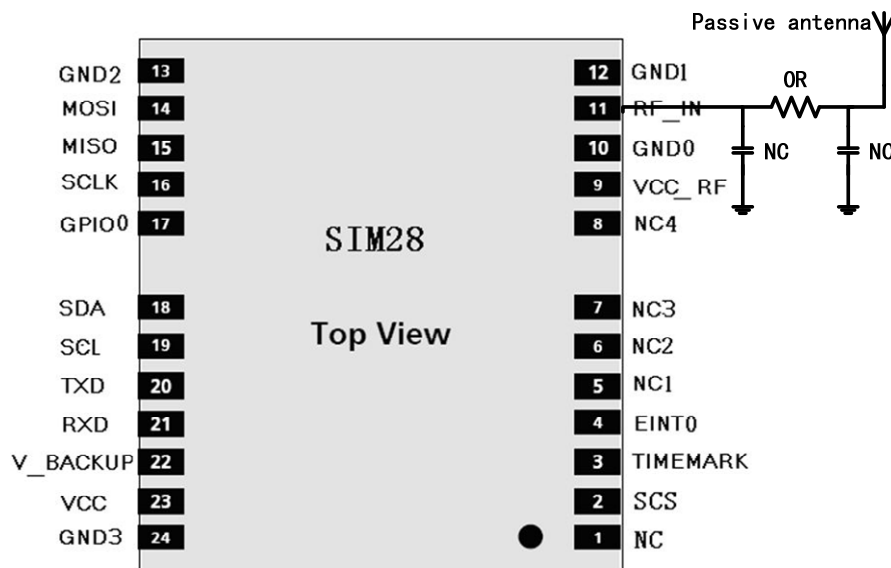 Passive antenna
GND2 13 12 GND1 0R
MOSI 14 11 RF_IN
MISO 15 10 GND0 NC NC
SCLK 16 9 VCC_RF
GPIO0 17 8 NC4
SIM28
SDA 18 7 NC3
Top View
SCL 19 6 NC2
TXD 20 5 NC1
RXD 21 4 EINT0
V_BACKUP 22 3 TIMEMARK
VCC 23 2 SCS
GND3 24 1 NC